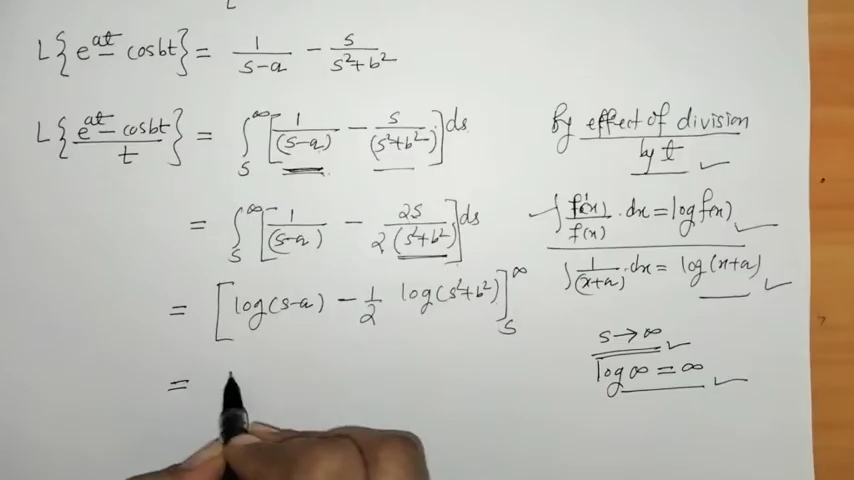 L{e^at − cosbt} = 1/(s-a) − s/(s²+b²)
L{(e^at − cosbt)/t} = ∫_s^∞ [1/(s-a) − s/(s²+b²)] ds
= ∫_s^∞ [1/(s-a) − 2s/2(s²+b²)] ds
= [log(s-a) − 1/2 log(s²+b²)]_s^∞
=
By effect of division
by t ✓
∫ f'(x)/f(x) · dx = log f(x) ✓
∫ 1/(x+a) · dx = log(x+a) ✓
s → ∞ ✓
log ∞ = ∞ ✓